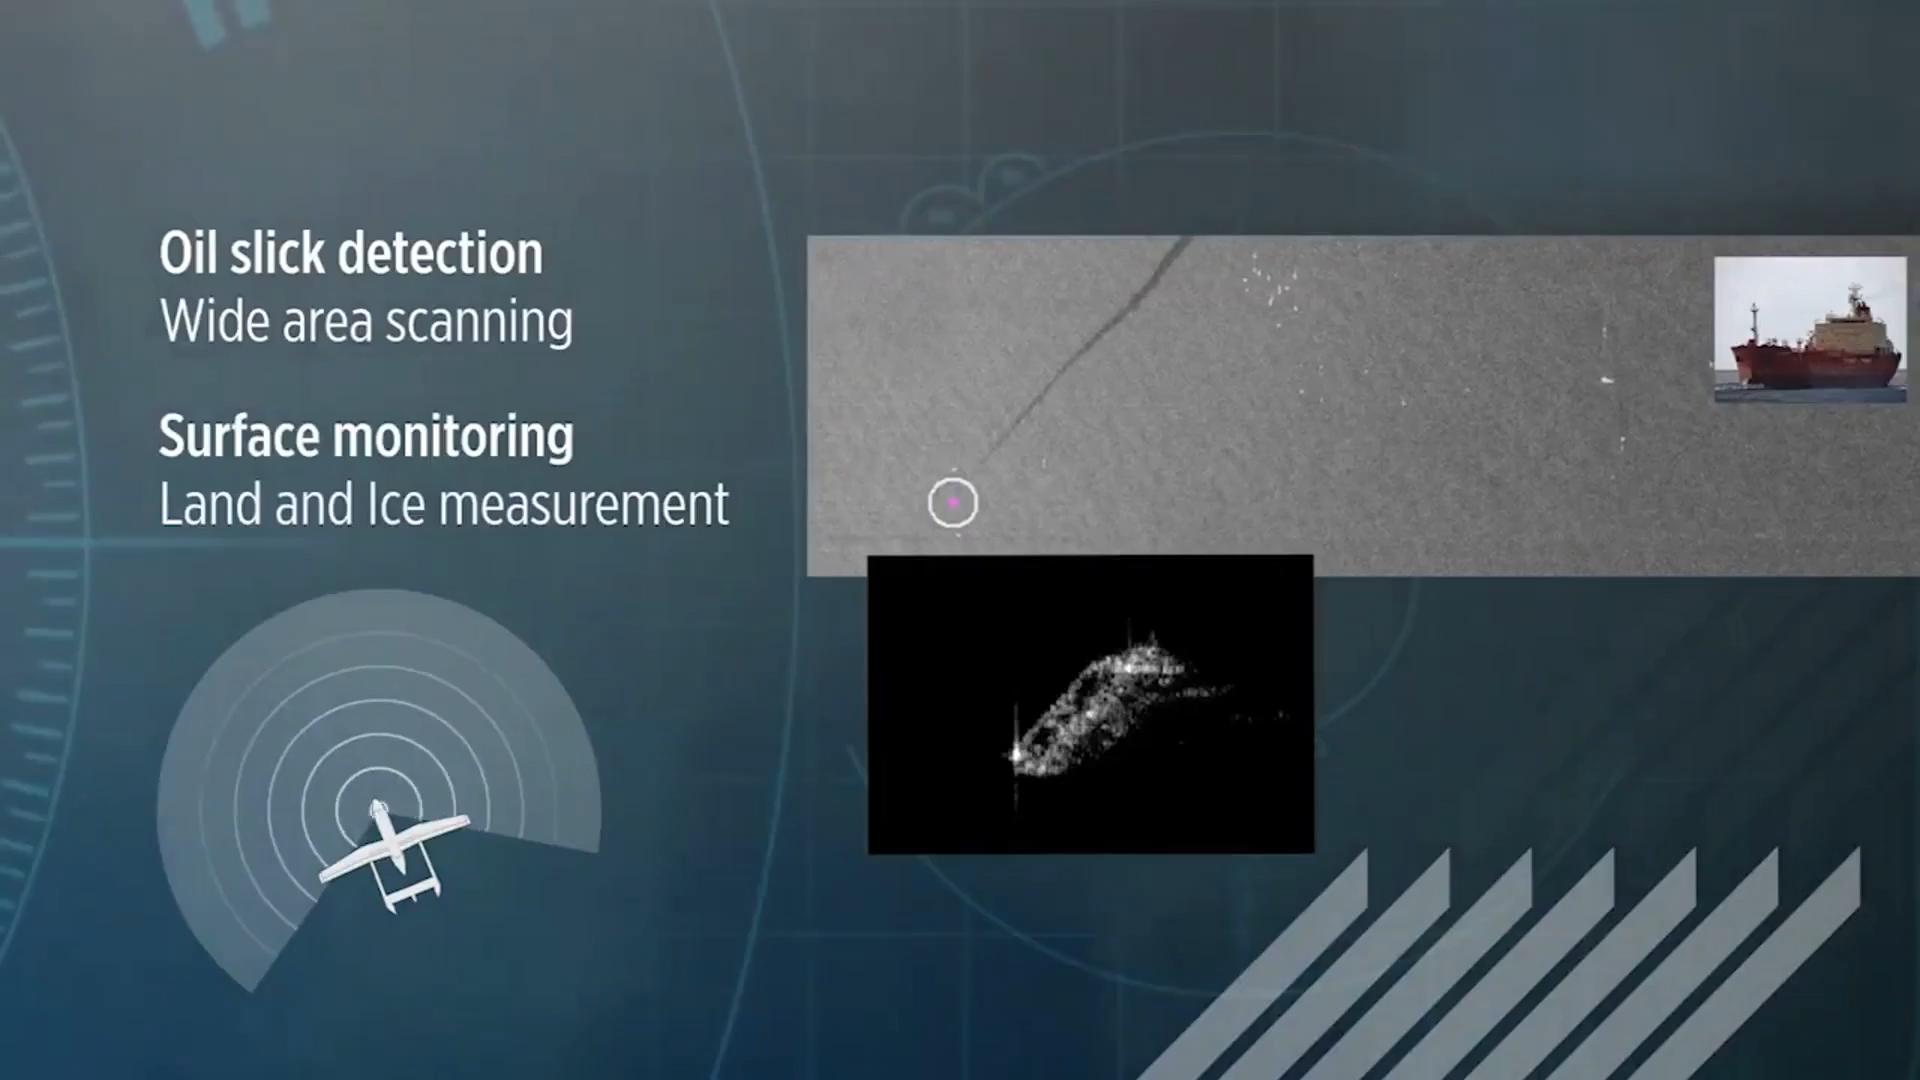 Oil slick detection
Wide area scanning
Surface monitoring
Land and Ice measurement